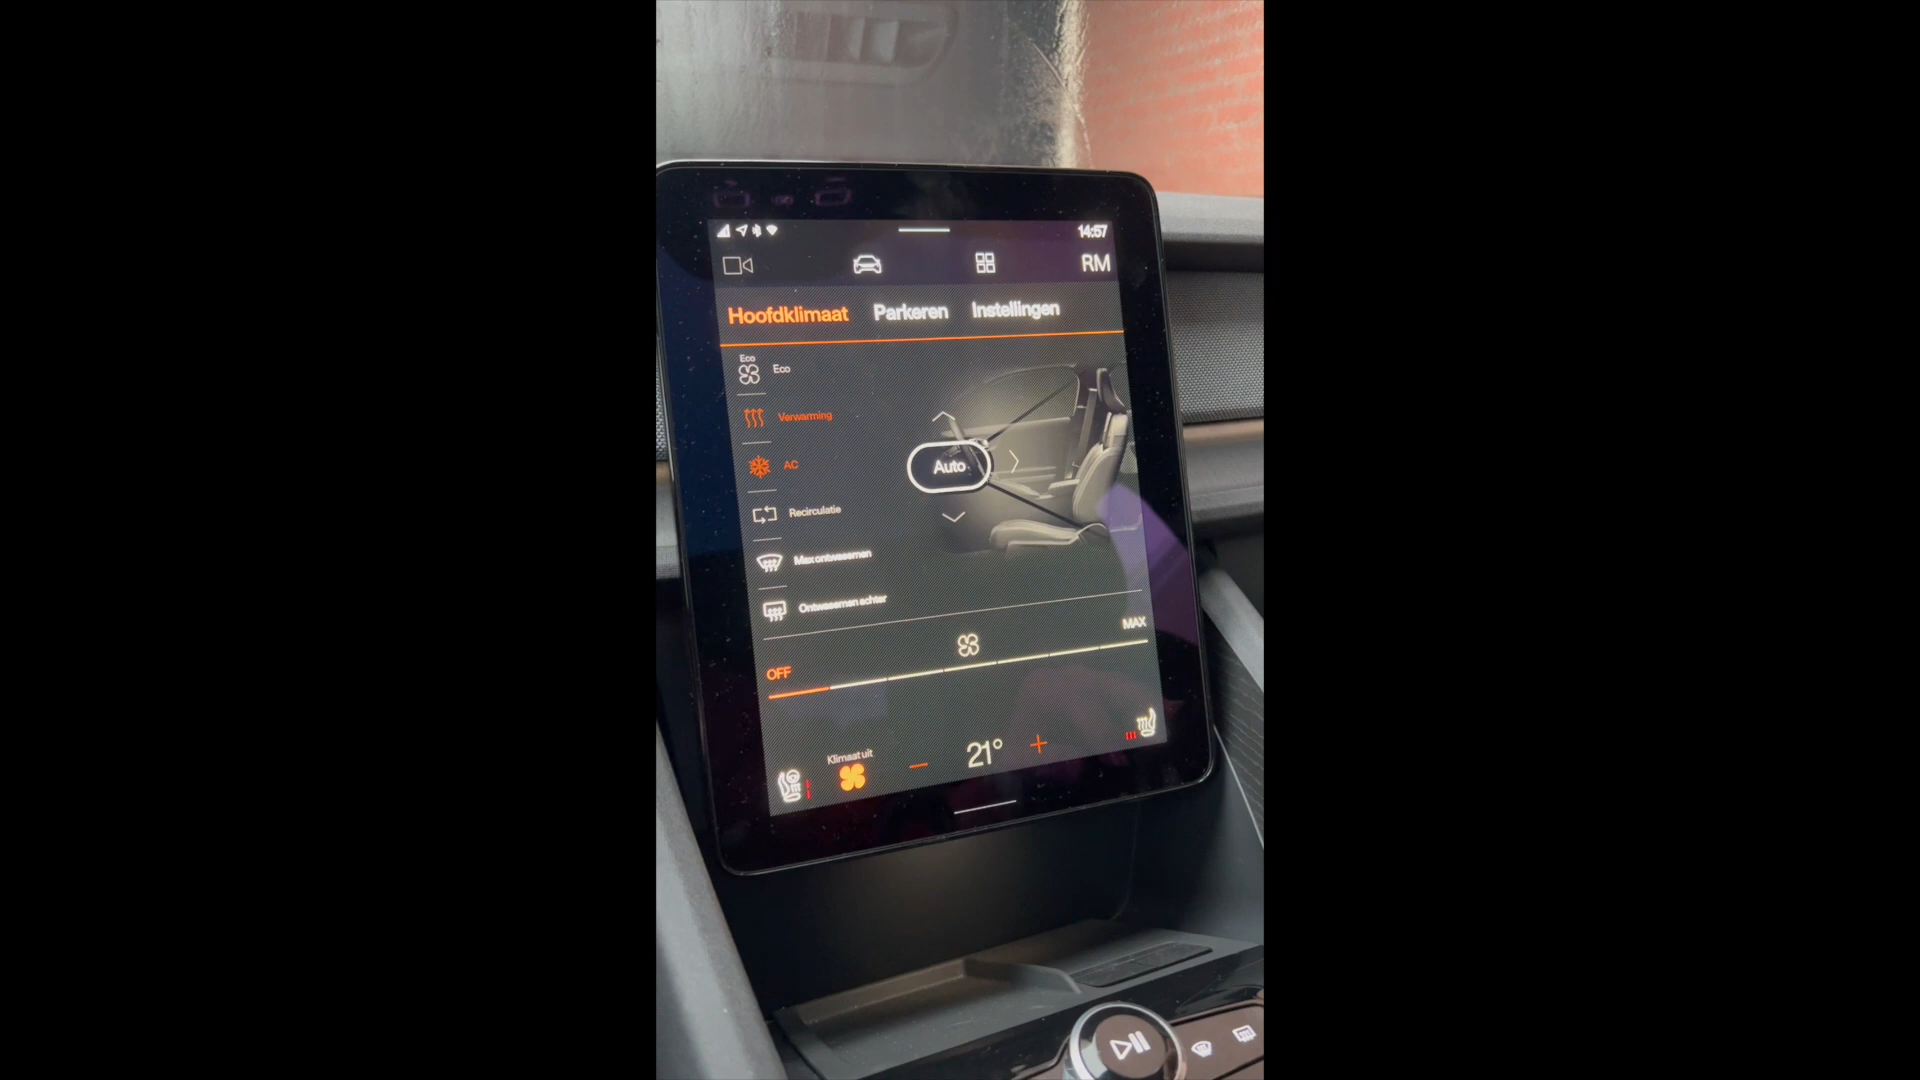 14:57
RM
Hoofdklimaat Parkeren Instellingen
Eco
Eco
Verwarming
AC
Auto
Recirculatie
Max ontwasemen
Ontwasemen achter
MAX
OFF
Klimaat uit
21°